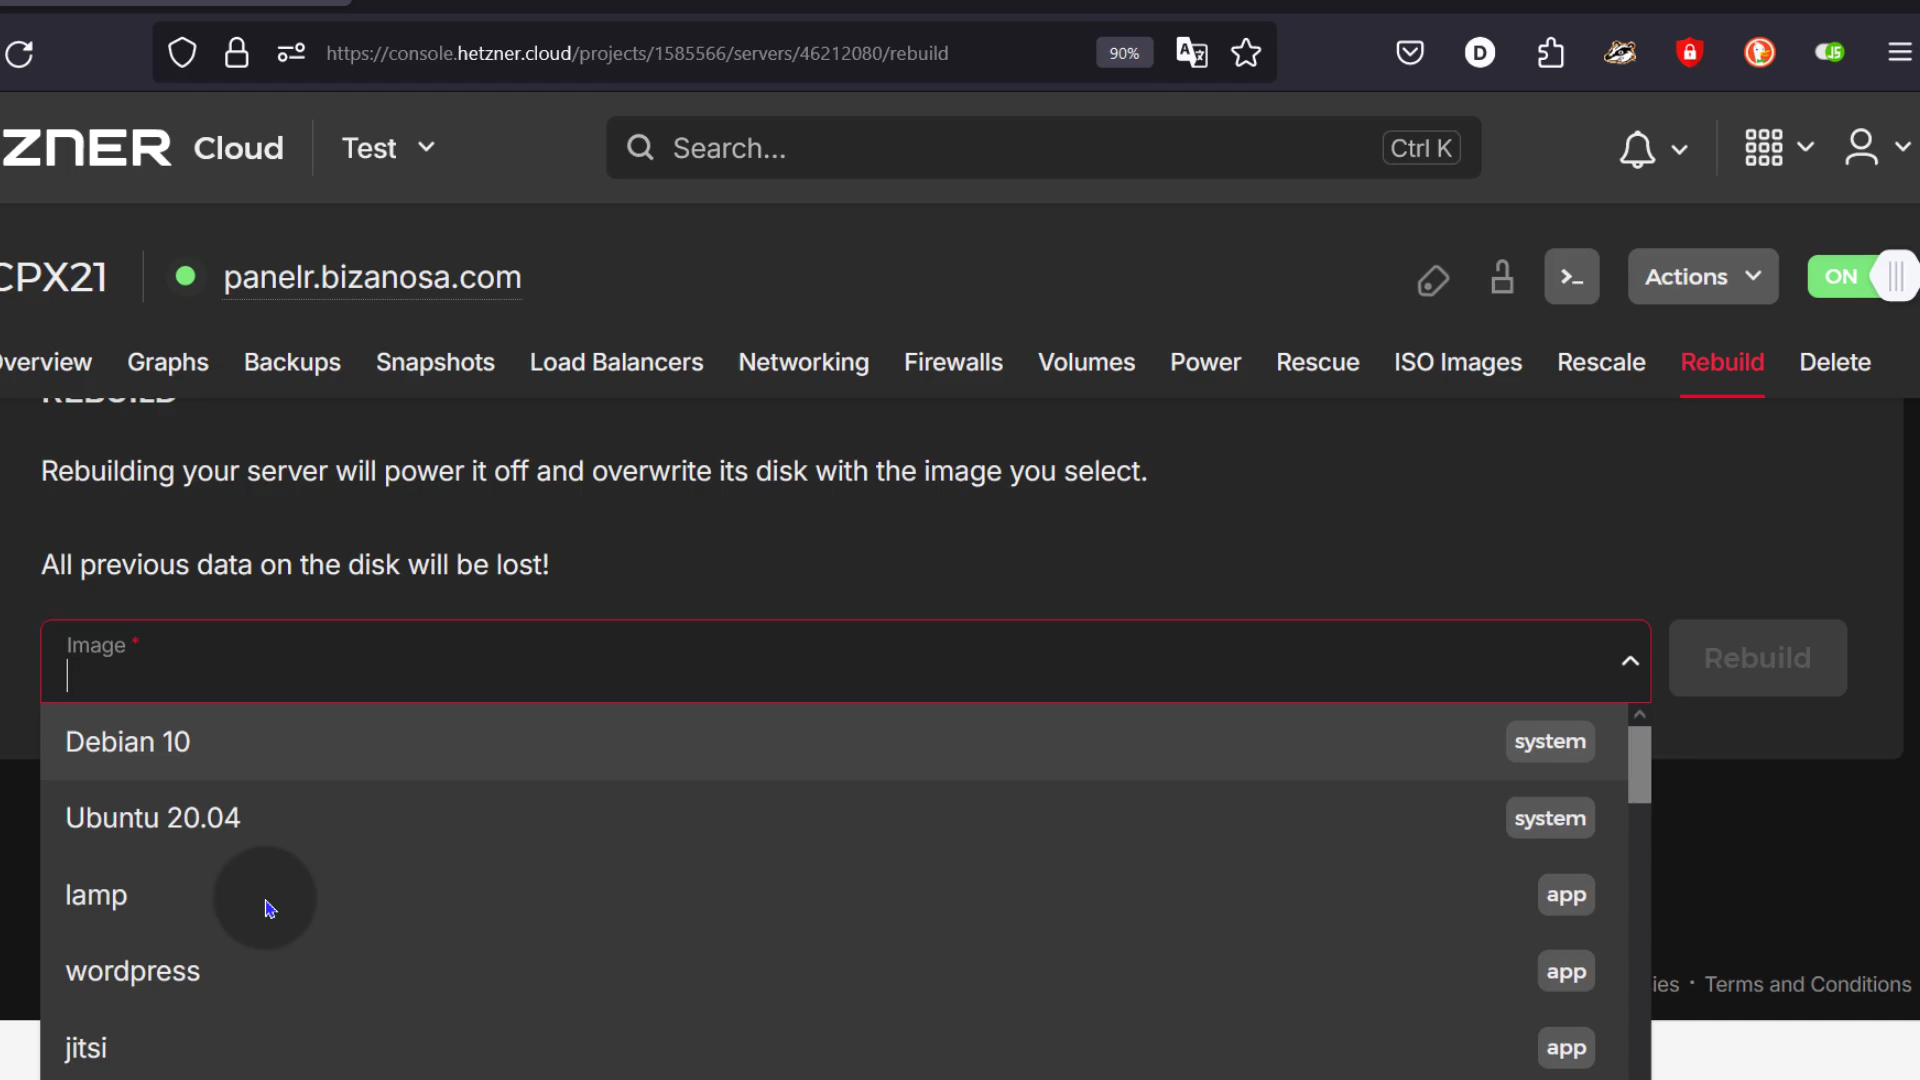 https://console.hetzner.cloud/projects/1585566/servers/46212080/rebuild
90%
ZNER Cloud
Test
Search...
Ctrl K
CPX21
panelr.bizanosa.com
Actions
ON
Overview
Graphs
Backups
Snapshots
Load Balancers
Networking
Firewalls
Volumes
Power
Rescue
ISO Images
Rescale
Rebuild
Delete
REBUILD
Rebuilding your server will power it off and overwrite its disk with the image you select.
All previous data on the disk will be lost!
Image *
Rebuild
Debian 10 system
Ubuntu 20.04 system
lamp app
wordpress app
ies · Terms and Conditions
jitsi app